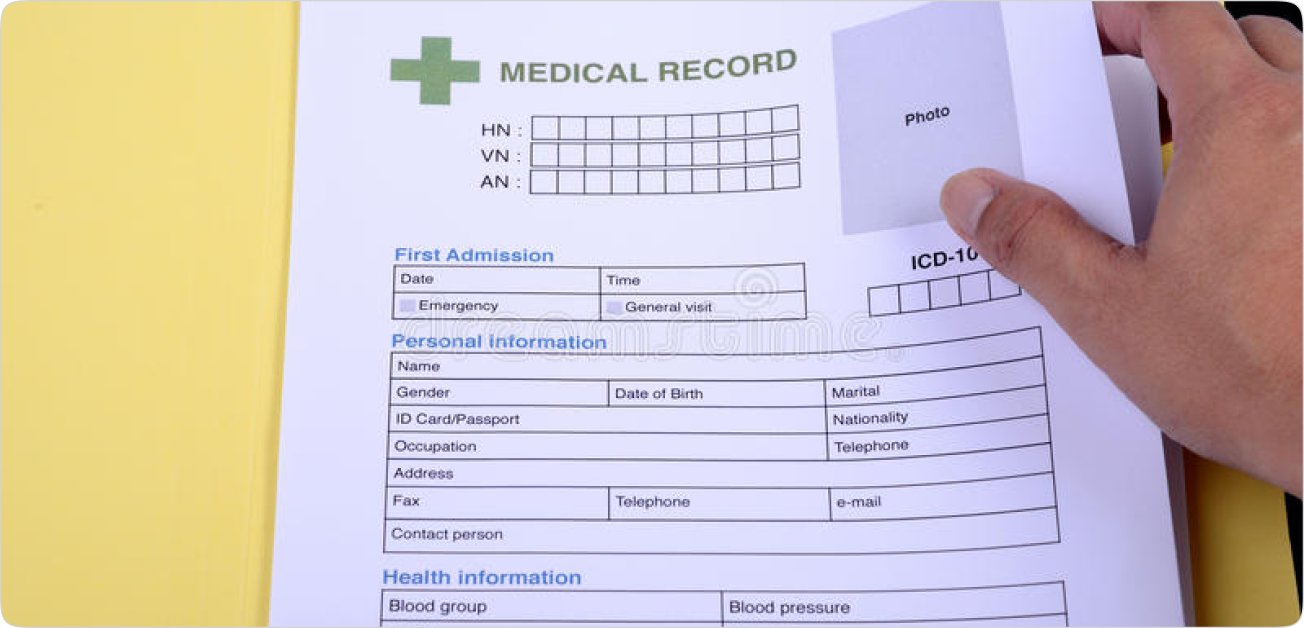 MEDICAL RECORD
Photo
HN :
VN :
AN :
First Admission
ICD-10
Date Time
Emergency General visit
dreamstime
Personal information
Name
Gender Date of Birth Marital
ID Card/Passport Nationality
Occupation Telephone
Address
Fax Telephone e-mail
Contact person
Health information
Blood group Blood pressure